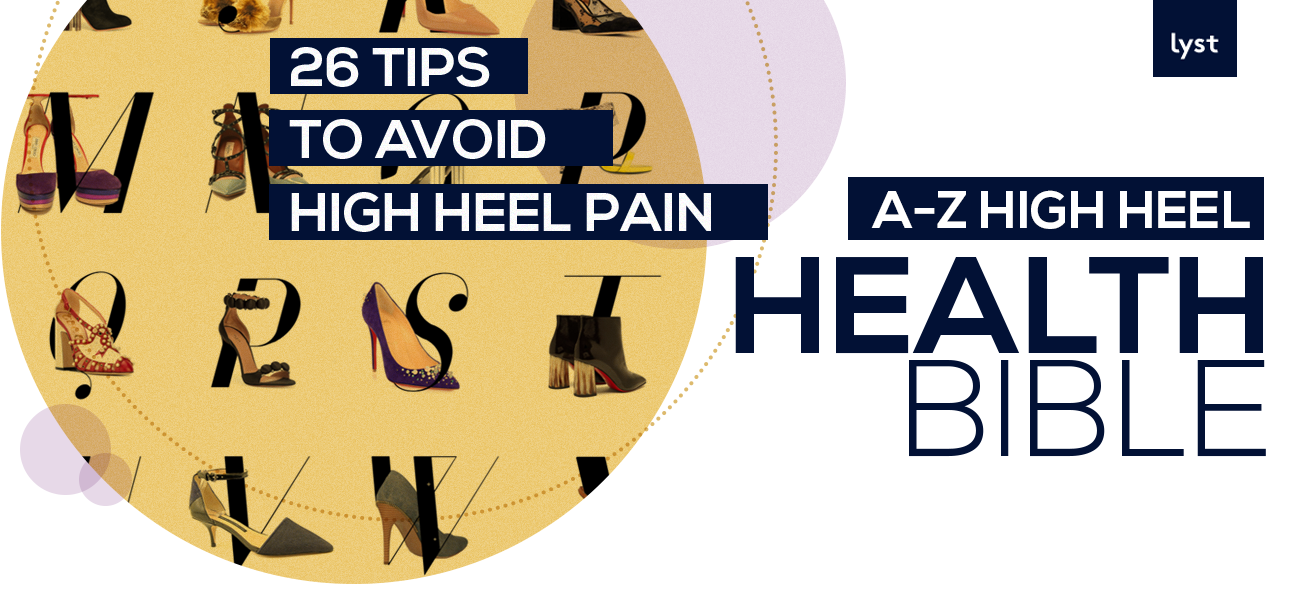 lyst
26 TIPS
TO AVOID
HIGH HEEL PAIN
A-Z HIGH HEEL
HEALTH
BIBLE
M N O P
Q R S T
V W